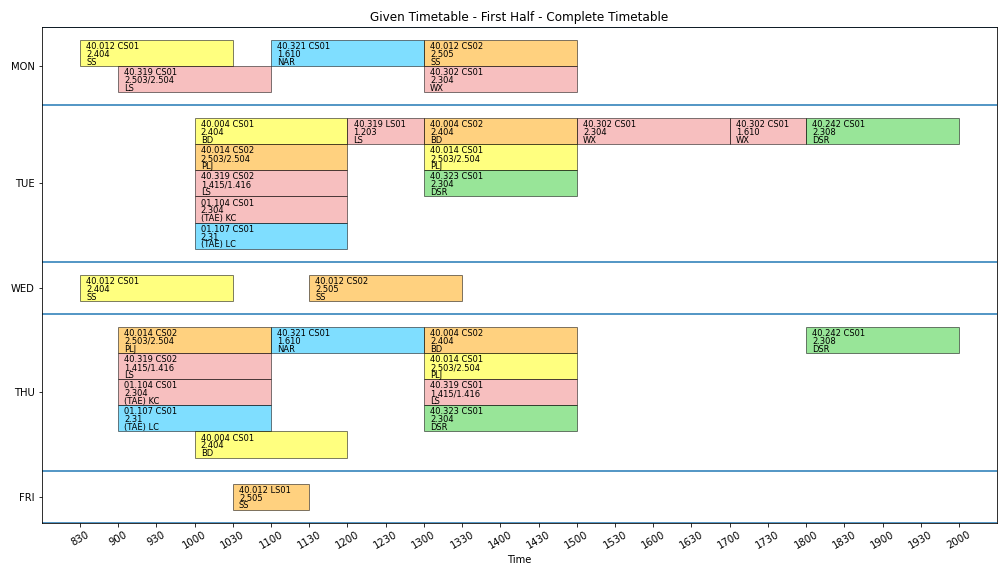 Given Timetable - First Half - Complete Timetable
MON
40.012 CS01
2.404
SS
40.321 CS01
1.610
NAR
40.012 CS02
2.505
SS
40.319 CS01
2.503/2.504
LS
40.302 CS01
2.304
WX
TUE
40.004 CS01
2.404
BD
40.319 LS01
1.203
LS
40.004 CS02
2.404
BD
40.302 CS01
2.304
WX
40.302 CS01
1.610
WX
40.242 CS01
2.308
DSR
40.014 CS02
2.503/2.504
PLJ
40.014 CS01
2.503/2.504
PLJ
40.319 CS02
1.415/1.416
LS
40.323 CS01
2.304
DSR
01.104 CS01
2.304
(TAE) KC
01.107 CS01
2.31
(TAE) LC
WED
40.012 CS01
2.404
SS
40.012 CS02
2.505
SS
THU
40.014 CS02
2.503/2.504
PLJ
40.321 CS01
1.610
NAR
40.004 CS02
2.404
BD
40.242 CS01
2.308
DSR
40.319 CS02
1.415/1.416
LS
40.014 CS01
2.503/2.504
PLJ
01.104 CS01
2.304
(TAE) KC
40.319 CS01
1.415/1.416
LS
01.107 CS01
2.31
(TAE) LC
40.323 CS01
2.304
DSR
40.004 CS01
2.404
BD
FRI
40.012 LS01
2.505
SS
830 900 930 1000 1030 1100 1130 1200 1230 1300 1330 1400 1430 1500 1530 1600 1630 1700 1730 1800 1830 1900 1930 2000
Time